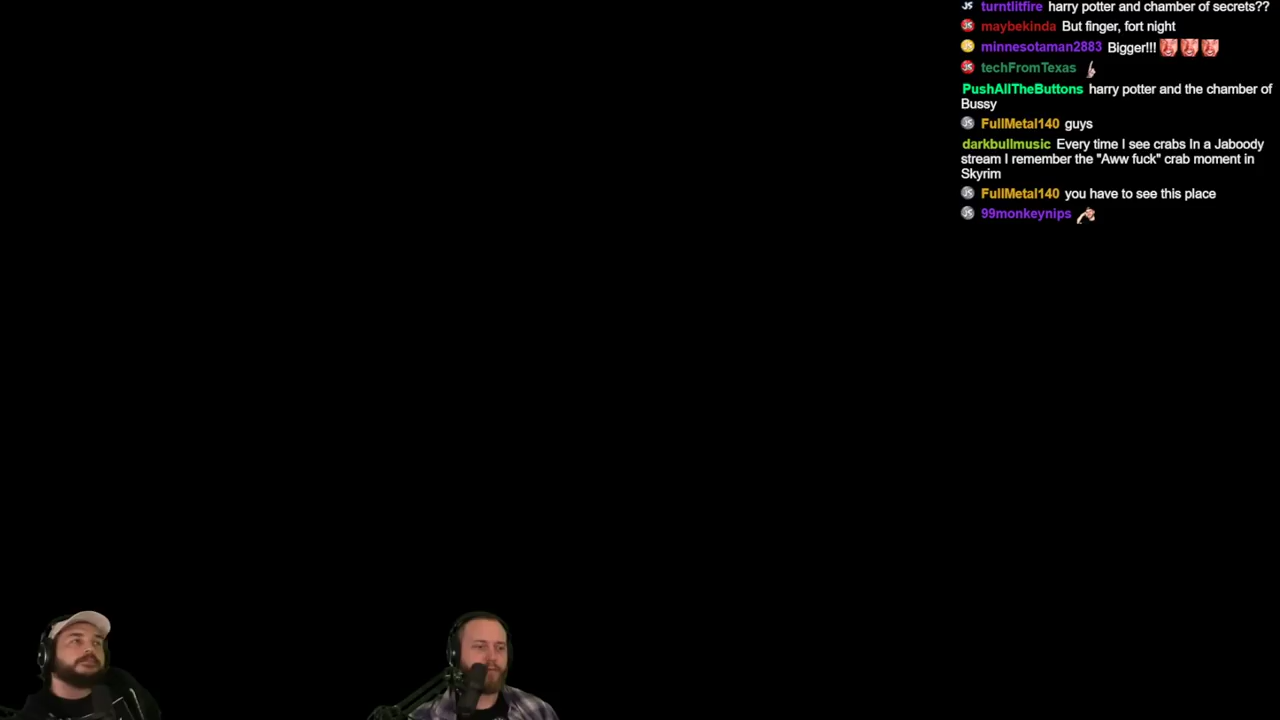 turntlitfire harry potter and chamber of secrets??
maybekinda But finger, fort night
minnesotaman2883 Bigger!!!
techFromTexas
PushAllTheButtons harry potter and the chamber of
Bussy
FullMetal140 guys
darkbullmusic Every time I see crabs In a Jaboody
stream I remember the "Aww fuck" crab moment in
Skyrim
FullMetal140 you have to see this place
99monkeynips